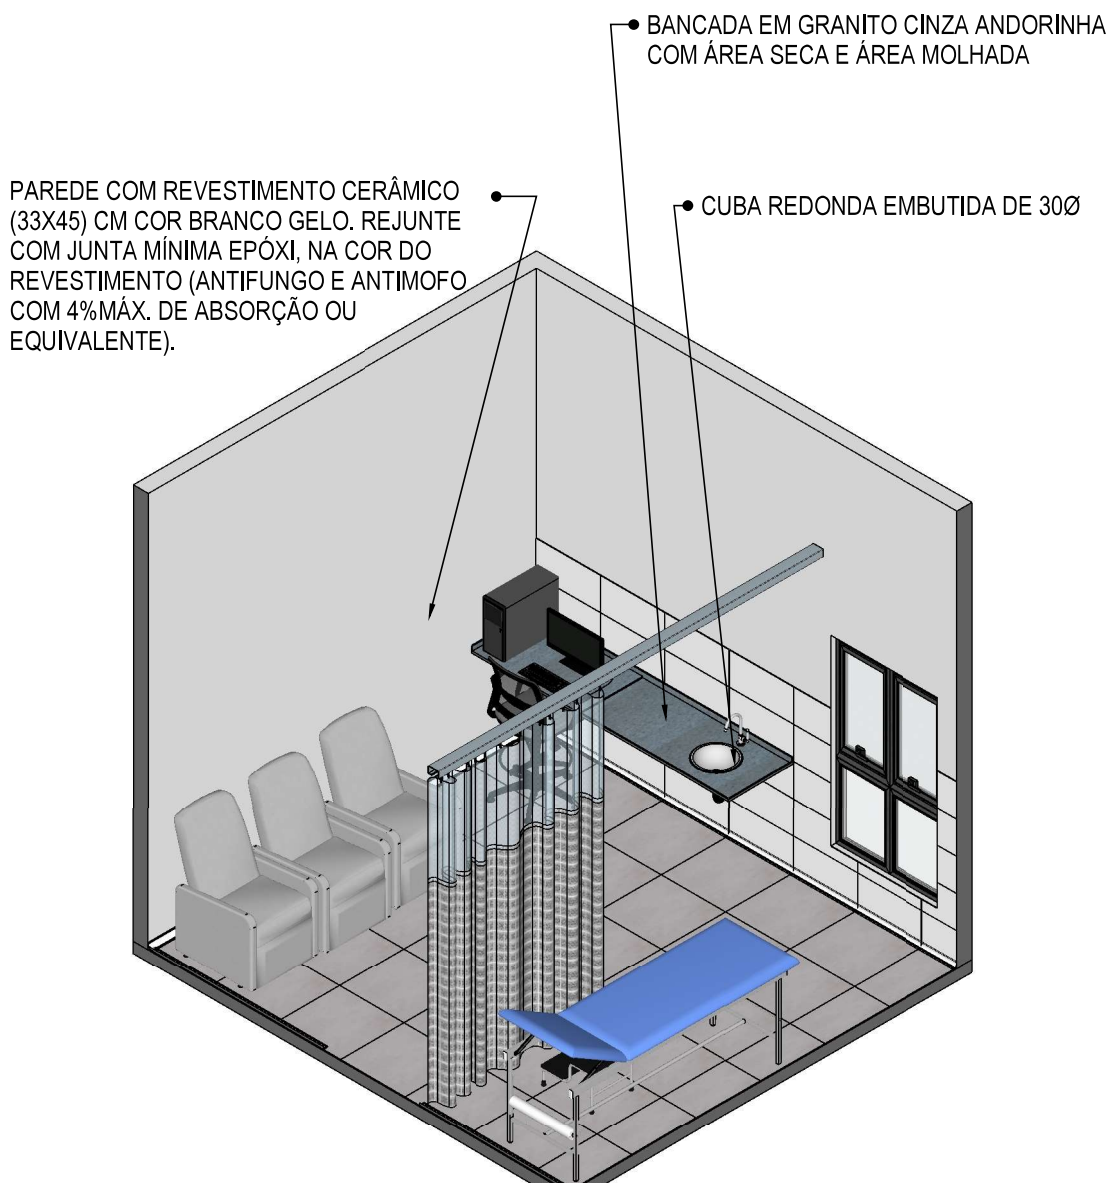 BANCADA EM GRANITO CINZA ANDORINHA
COM ÁREA SECA E ÁREA MOLHADA
PAREDE COM REVESTIMENTO CERÂMICO
(33X45) CM COR BRANCO GELO. REJUNTE
COM JUNTA MÍNIMA EPÓXI, NA COR DO
REVESTIMENTO (ANTIFUNGO E ANTIMOFO
COM 4%MÁX. DE ABSORÇÃO OU
EQUIVALENTE).
CUBA REDONDA EMBUTIDA DE 30Ø